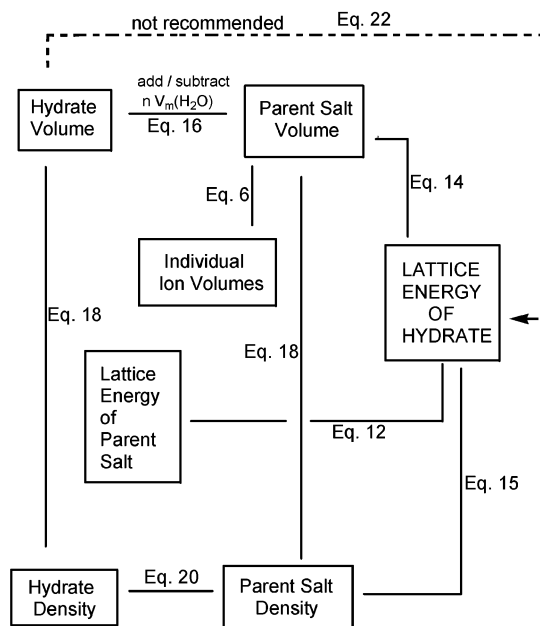 not recommended
Eq. 22
Hydrate
Volume
add / subtract
n Vm(H2O)
Eq. 16
Parent Salt
Volume
Eq. 6
Eq. 14
Individual
Ion Volumes
LATTICE
ENERGY
OF
HYDRATE
Eq. 18
Eq. 18
Lattice
Energy
of
Parent
Salt
Eq. 12
Eq. 15
Hydrate
Density
Eq. 20
Parent Salt
Density